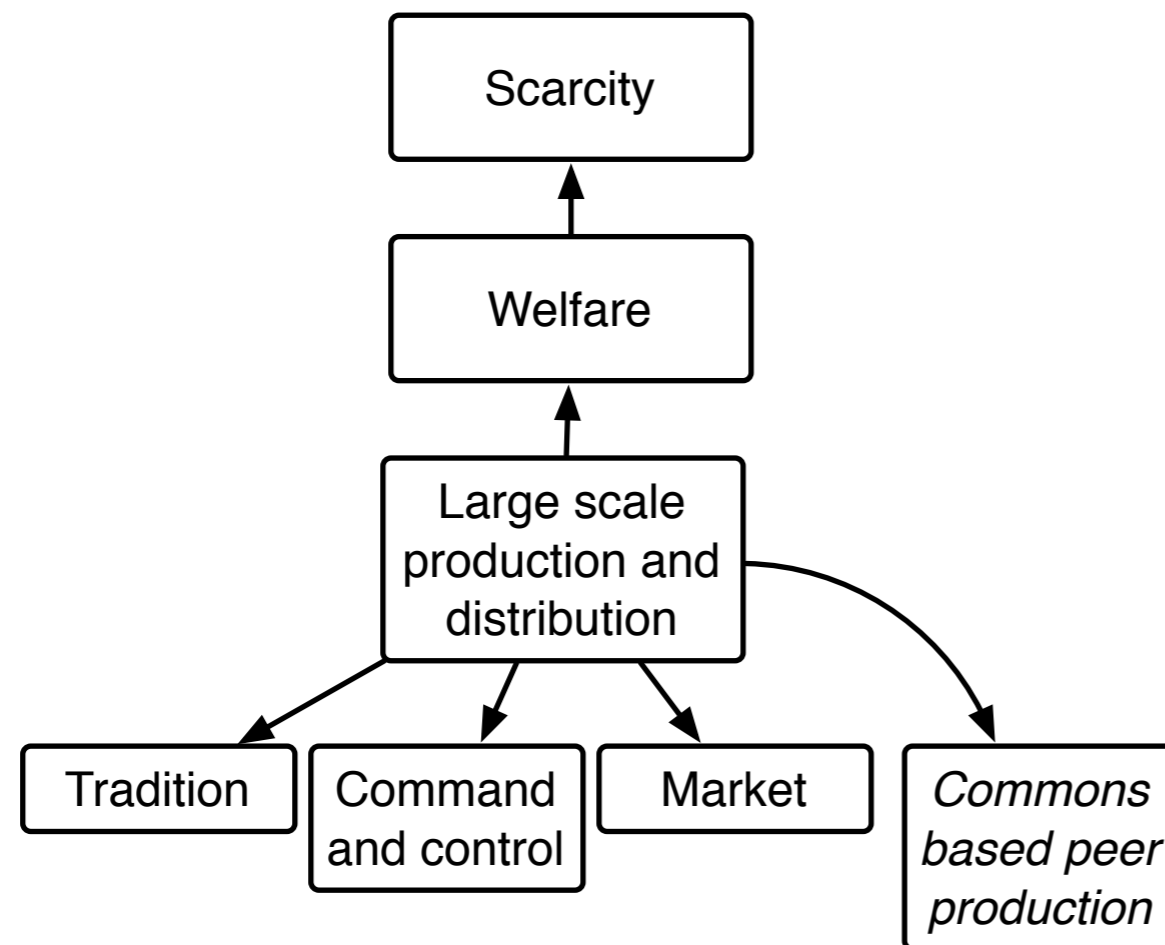 Scarcity
Welfare
Large scale
production and
distribution
Tradition
Command
and control
Market
Commons
based peer
production